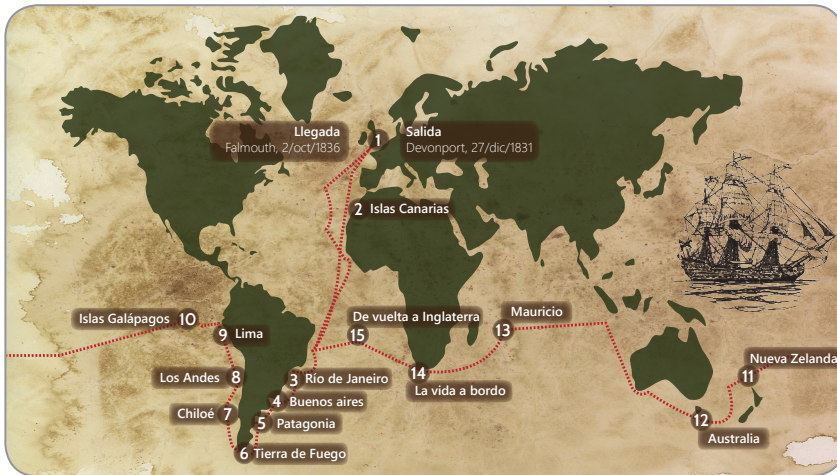 Llegada
Falmouth, 2/oct/1836
1
Salida
Devonport, 27/dic/1831
2 Islas Canarias
Islas Galápagos 10
9 Lima
De vuelta a Inglaterra
15
Mauricio
13
Los Andes 8
3 Río de Janeiro
14
La vida a bordo
Nueva Zelanda
11
Chiloé 7
4 Buenos aires
5 Patagonia
12
Australia
6 Tierra de Fuego